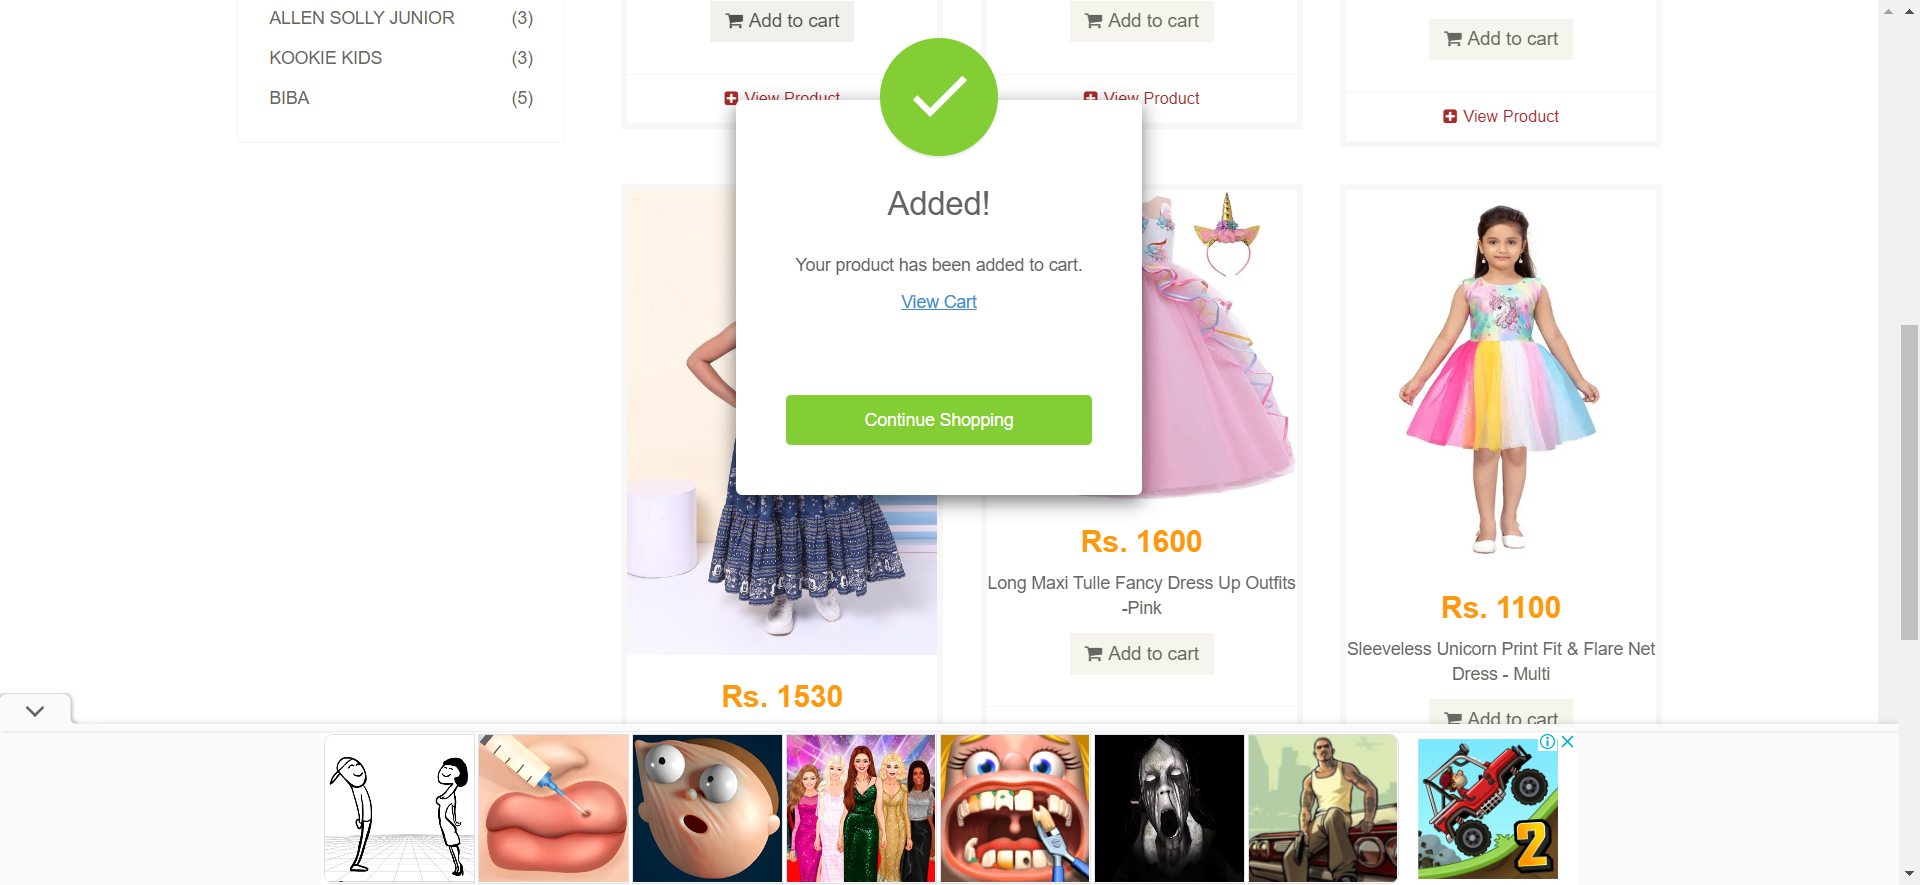 ALLEN SOLLY JUNIOR (3)
KOOKIE KIDS (3)
BIBA (5)
Add to cart
View Product
Add to cart
View Product
Add to cart
View Product
Added!
Your product has been added to cart.
View Cart
Continue Shopping
Rs. 1530
Rs. 1600
Long Maxi Tulle Fancy Dress Up Outfits
-Pink
Add to cart
Rs. 1100
Sleeveless Unicorn Print Fit & Flare Net
Dress - Multi
Add to cart
2